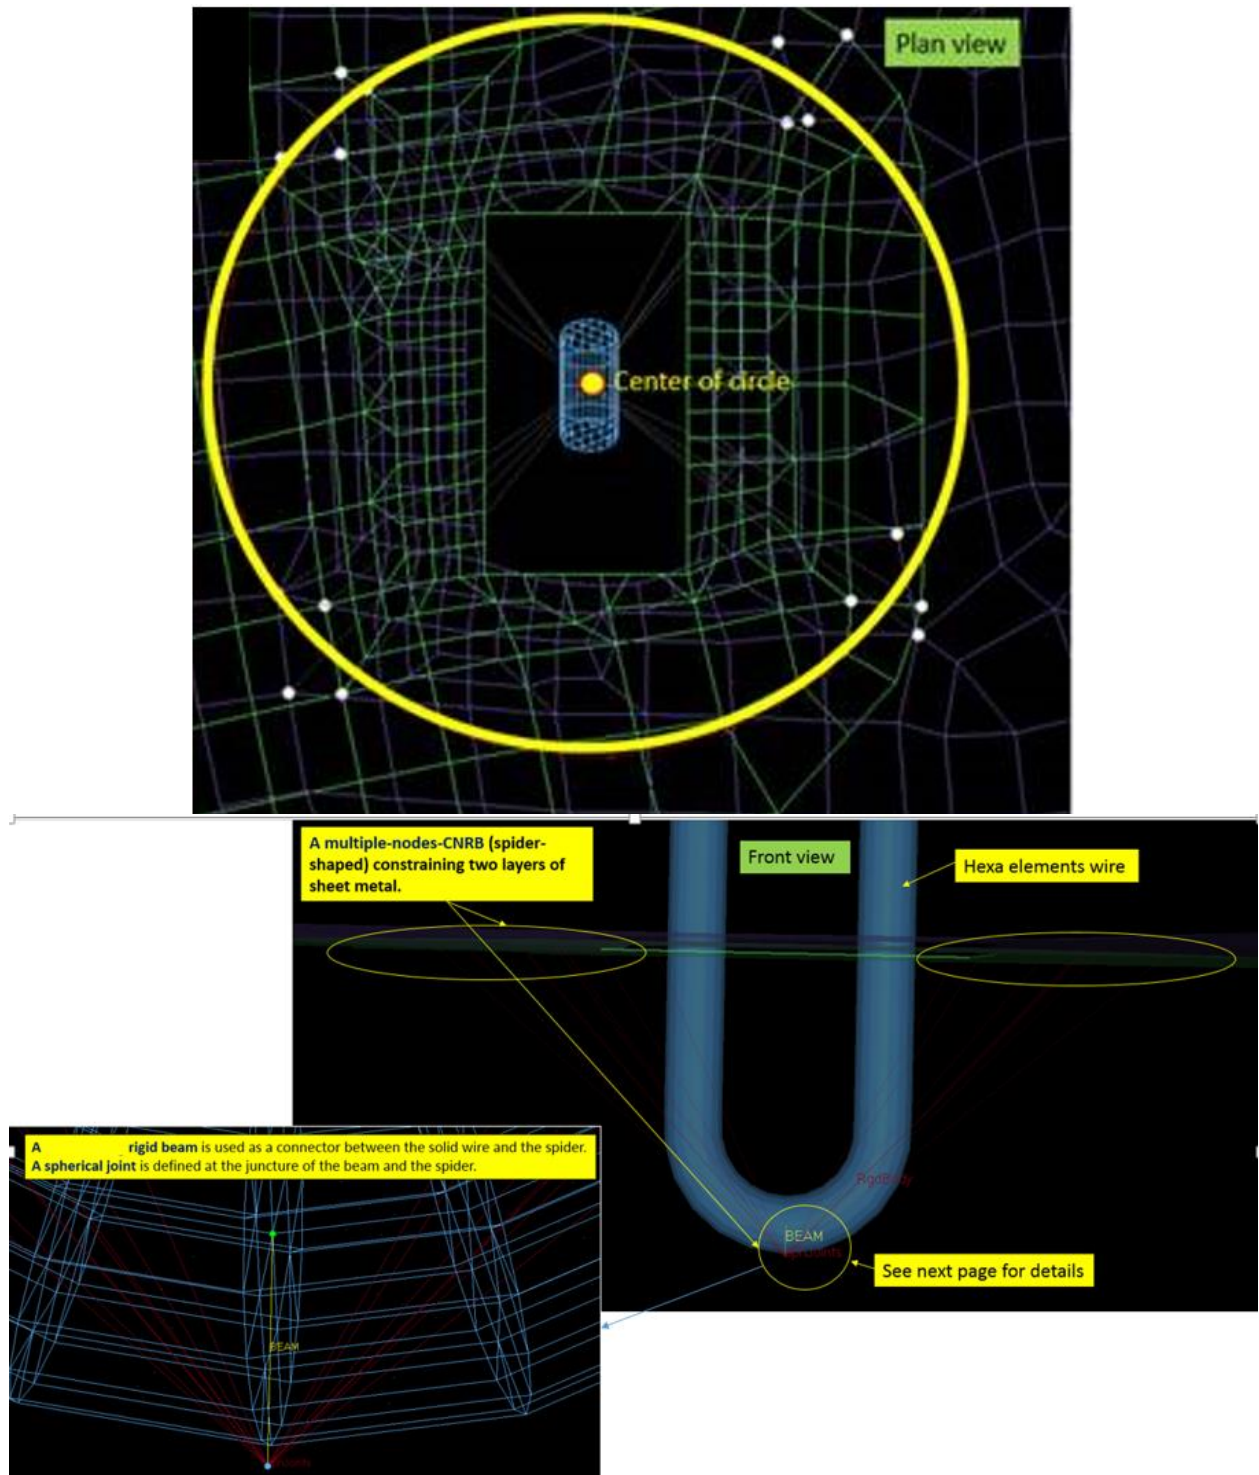 Plan view
Center of circle
A multiple-nodes-CNRB (spider-
shaped) constraining two layers of
sheet metal.
Front view
Hexa elements wire
A rigid beam is used as a connector between the solid wire and the spider.
A spherical joint is defined at the juncture of the beam and the spider.
RgdBody
BEAM
See next page for details
BEAM